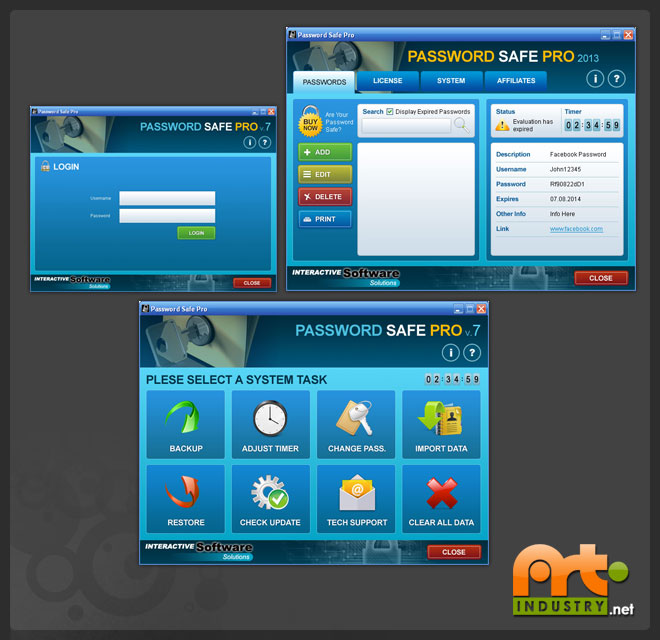 Password Safe Pro
PASSWORD SAFE PRO v.7
i ?
LOGIN
Username
Password
LOGIN
INTERACTIVE Software
Solutions
CLOSE
Password Safe Pro
PASSWORD SAFE PRO 2013
PASSWORDS LICENSE SYSTEM AFFILIATES i ?
BUY NOW
Are Your
Password
Safe?
ADD
EDIT
DELETE
PRINT
Search Display Expired Passwords
Status Timer
Evaluation has
expired
02:34:59
Description Facebook Password
Username John12345
Password Rf90822dD1
Expires 07.08.2014
Other Info Info Here
Link www.facebook.com
INTERACTIVE Software
Solutions
CLOSE
Password Safe Pro
PASSWORD SAFE PRO v.7
i ?
PLESE SELECT A SYSTEM TASK 02:34:59
BACKUP ADJUST TIMER CHANGE PASS. IMPORT DATA
RESTORE CHECK UPDATE TECH SUPPORT CLEAR ALL DATA
INTERACTIVE Software
Solutions
CLOSE
Art
INDUSTRY.net